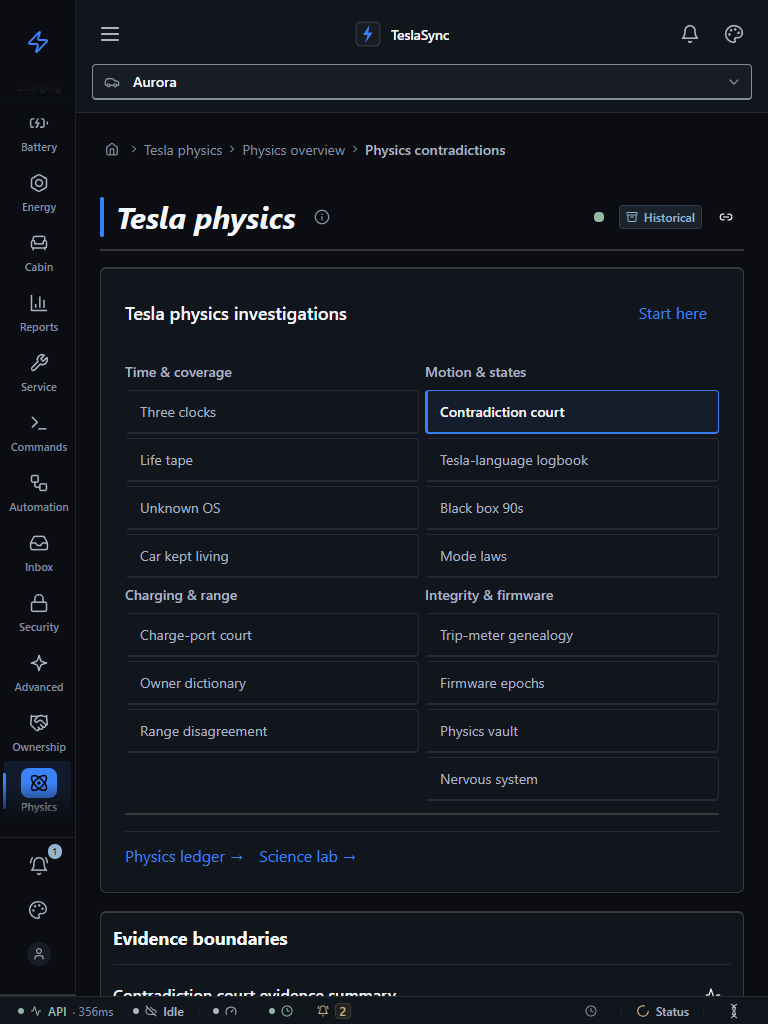 TeslaSync
Aurora
Charging
Battery
Energy
Cabin
Reports
Service
Commands
Automation
Inbox
Security
Advanced
Ownership
Physics
1
Tesla physics > Physics overview > Physics contradictions
Tesla physics
Historical
Tesla physics investigations
Start here
Time & coverage
Three clocks
Life tape
Unknown OS
Car kept living
Motion & states
Contradiction court
Tesla-language logbook
Black box 90s
Mode laws
Charging & range
Charge-port court
Owner dictionary
Range disagreement
Integrity & firmware
Trip-meter genealogy
Firmware epochs
Physics vault
Nervous system
Physics ledger → Science lab →
Evidence boundaries
Contradiction court evidence summary
API · 356ms Idle 2 Status